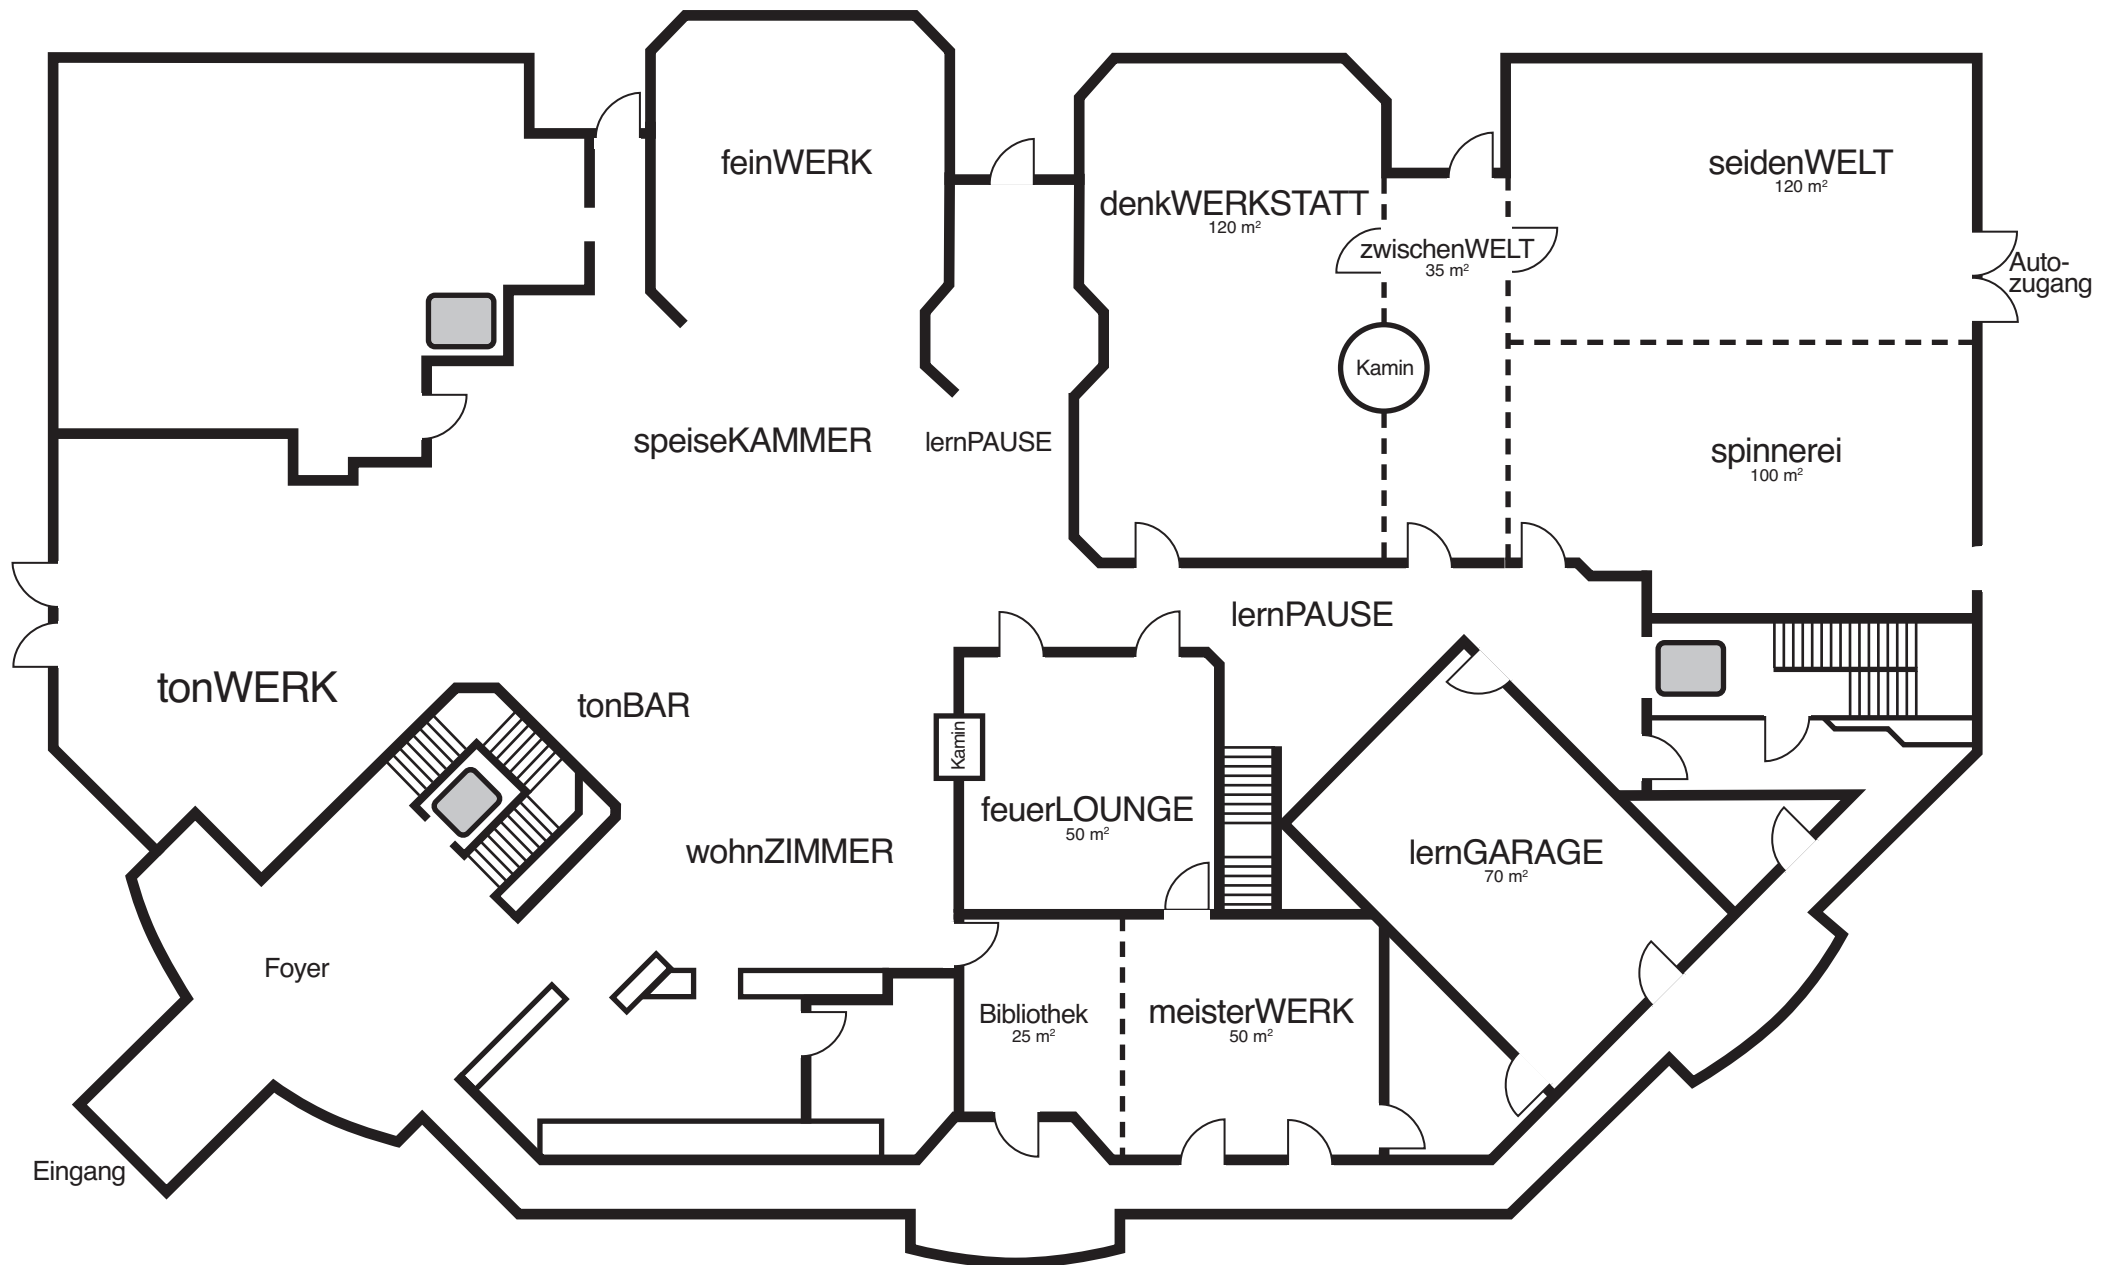 feinWERK
seidenWELT
120 m²
denkWERKSTATT
120 m²
zwischenWELT
35 m²
Auto-
zugang
Kamin
speiseKAMMER
lernPAUSE
spinnerei
100 m²
lernPAUSE
tonWERK
tonBAR
Kamin
feuerLOUNGE
50 m²
wohnZIMMER
lernGARAGE
70 m²
Foyer
Bibliothek
25 m²
meisterWERK
50 m²
Eingang